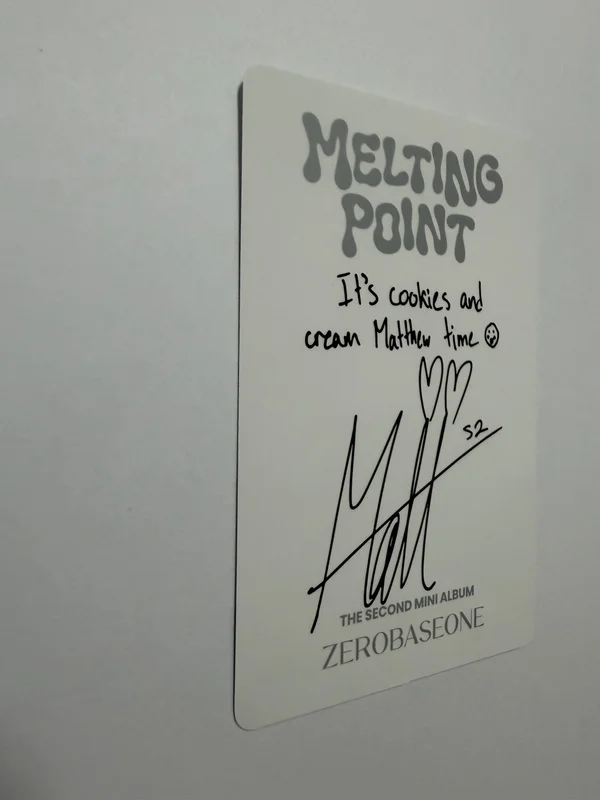 MELTING
POINT
It's cookies and
cream Matthew time
Matt
S2
THE SECOND MINI ALBUM
ZEROBASEONE